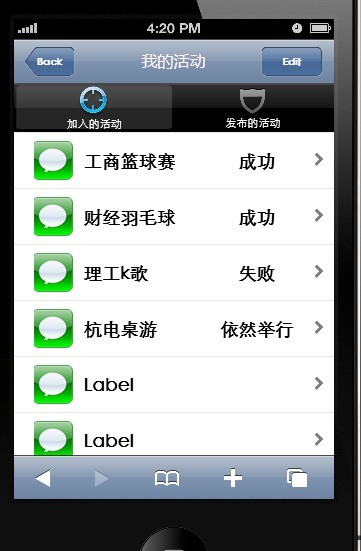 4:20 PM
Back 我的活动 Edit
加入的活动 发布的活动
工商篮球赛 成功
财经羽毛球 成功
理工k歌 失败
杭电桌游 依然举行
Label
Label